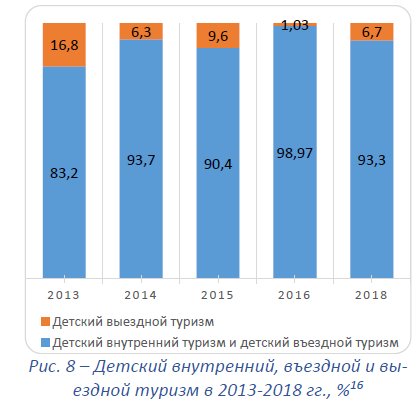 16,8 6,3 9,6 1,03 6,7
83,2 93,7 90,4 98,97 93,3
2013 2014 2015 2016 2018
Детский выездной туризм
Детский внутренний туризм и детский въездной туризм
Рис. 8 – Детский внутренний, въездной и вы-
ездной туризм в 2013-2018 гг., %16